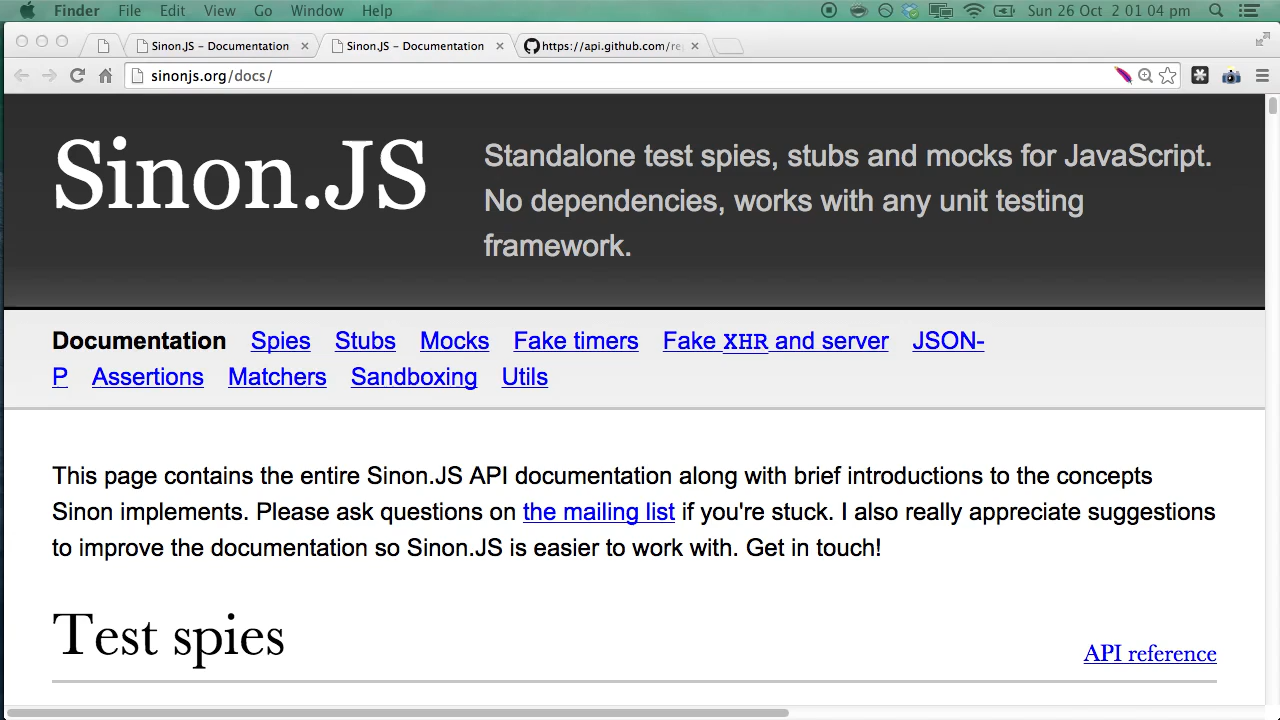 Finder File Edit View Go Window Help Sun 26 Oct 2 01 04 pm
Sinon.JS – Documentation × Sinon.JS – Documentation × https://api.github.com/re ×
sinonjs.org/docs/
Sinon.JS
Standalone test spies, stubs and mocks for JavaScript.
No dependencies, works with any unit testing
framework.
Documentation Spies Stubs Mocks Fake timers Fake XHR and server JSON-
P Assertions Matchers Sandboxing Utils
This page contains the entire Sinon.JS API documentation along with brief introductions to the concepts
Sinon implements. Please ask questions on the mailing list if you're stuck. I also really appreciate suggestions
to improve the documentation so Sinon.JS is easier to work with. Get in touch!
Test spies
API reference